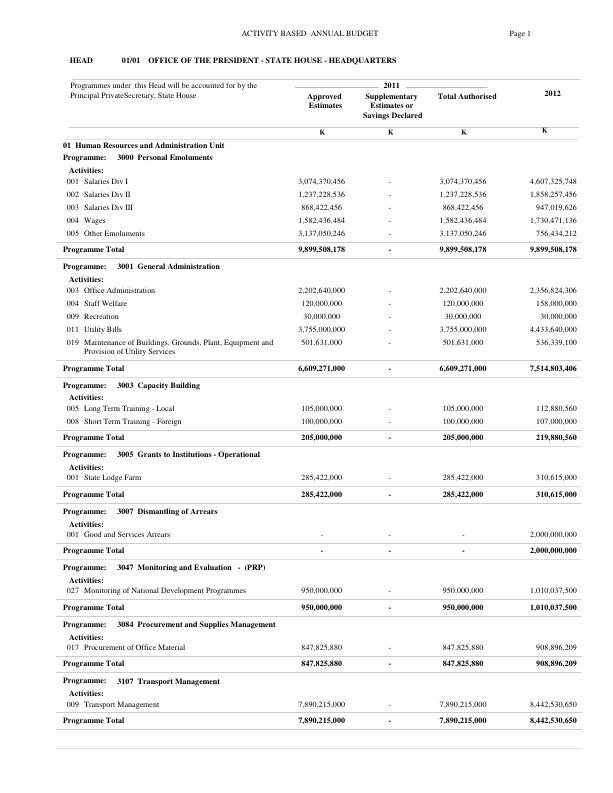 ACTIVITY BASED ANNUAL BUDGET Page 1
HEAD 01/01 OFFICE OF THE PRESIDENT - STATE HOUSE - HEADQUARTERS
Programmes under this Head will be accounted for by the
Principal PrivateSecretary, State House
2011
2012
Approved Supplementary Total Authorised
Estimates Estimates or
Savings Declared
K K K K
01 Human Resources and Administration Unit
Programme: 3000 Personal Emoluments
Activities:
001 Salaries Div I 3,074,370,456 - 3,074,370,456 4,607,325,748
002 Salaries Div II 1,237,228,536 - 1,237,228,536 1,858,257,456
003 Salaries Div III 868,422,456 - 868,422,456 947,019,626
004 Wages 1,582,436,484 - 1,582,436,484 1,730,471,136
005 Other Emoluments 3,137,050,246 - 3,137,050,246 756,434,212
Programme Total 9,899,508,178 - 9,899,508,178 9,899,508,178
Programme: 3001 General Administration
Activities:
003 Office Administration 2,202,640,000 - 2,202,640,000 2,356,824,306
004 Staff Welfare 120,000,000 - 120,000,000 158,000,000
009 Recreation 30,000,000 - 30,000,000 30,000,000
011 Utility Bills 3,755,000,000 - 3,755,000,000 4,433,640,000
019 Maintenance of Buildings, Grounds, Plant, Equipment and 501,631,000 - 501,631,000 536,339,100
Provision of Utility Services
Programme Total 6,609,271,000 - 6,609,271,000 7,514,803,406
Programme: 3003 Capacity Building
Activities:
005 Long Term Training - Local 105,000,000 - 105,000,000 112,880,560
008 Short Term Training - Foreign 100,000,000 - 100,000,000 107,000,000
Programme Total 205,000,000 - 205,000,000 219,880,560
Programme: 3005 Grants to Institutions - Operational
Activities:
001 State Lodge Farm 285,422,000 - 285,422,000 310,615,000
Programme Total 285,422,000 - 285,422,000 310,615,000
Programme: 3007 Dismantling of Arrears
Activities:
001 Good and Services Arrears - - - 2,000,000,000
Programme Total - - - 2,000,000,000
Programme: 3047 Monitoring and Evaluation - (PRP)
Activities:
027 Monitoring of National Development Programmes 950,000,000 - 950,000,000 1,010,037,500
Programme Total 950,000,000 - 950,000,000 1,010,037,500
Programme: 3084 Procurement and Supplies Management
Activities:
017 Procurement of Office Material 847,825,880 - 847,825,880 908,896,209
Programme Total 847,825,880 - 847,825,880 908,896,209
Programme: 3107 Transport Management
Activities:
009 Transport Management 7,890,215,000 - 7,890,215,000 8,442,530,650
Programme Total 7,890,215,000 - 7,890,215,000 8,442,530,650